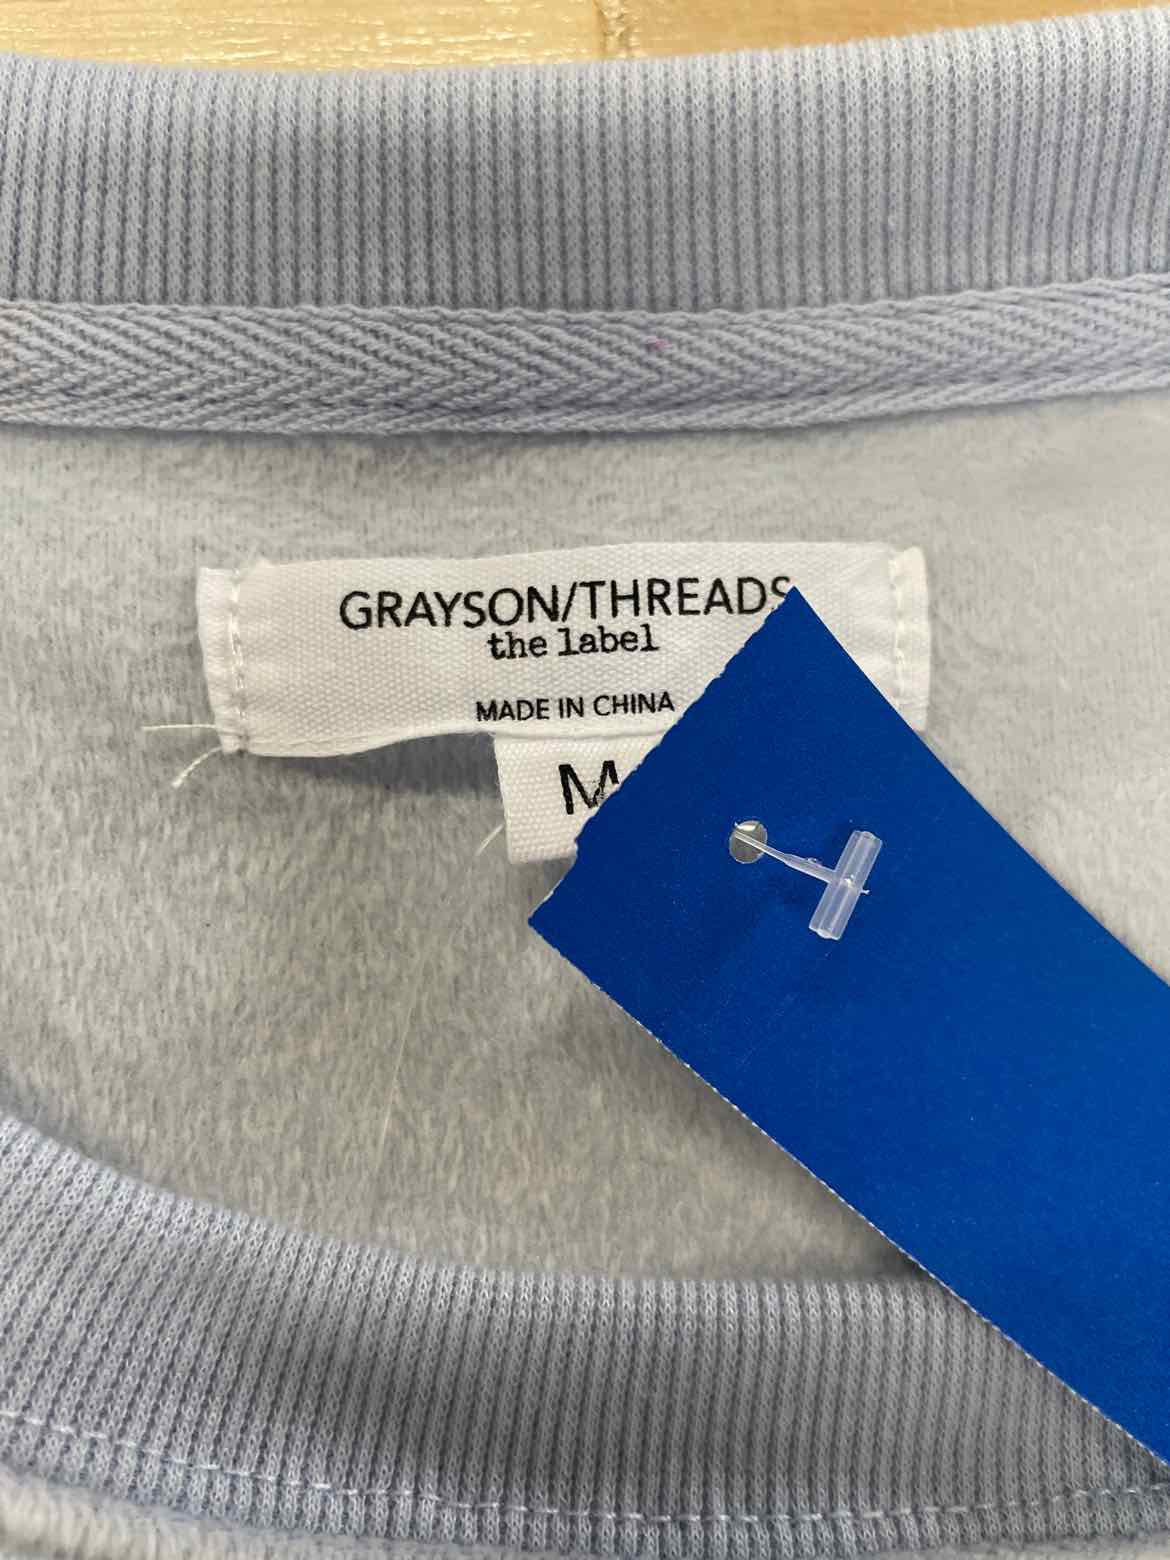 GRAYSON/THREADS
the label
MADE IN CHINA
M